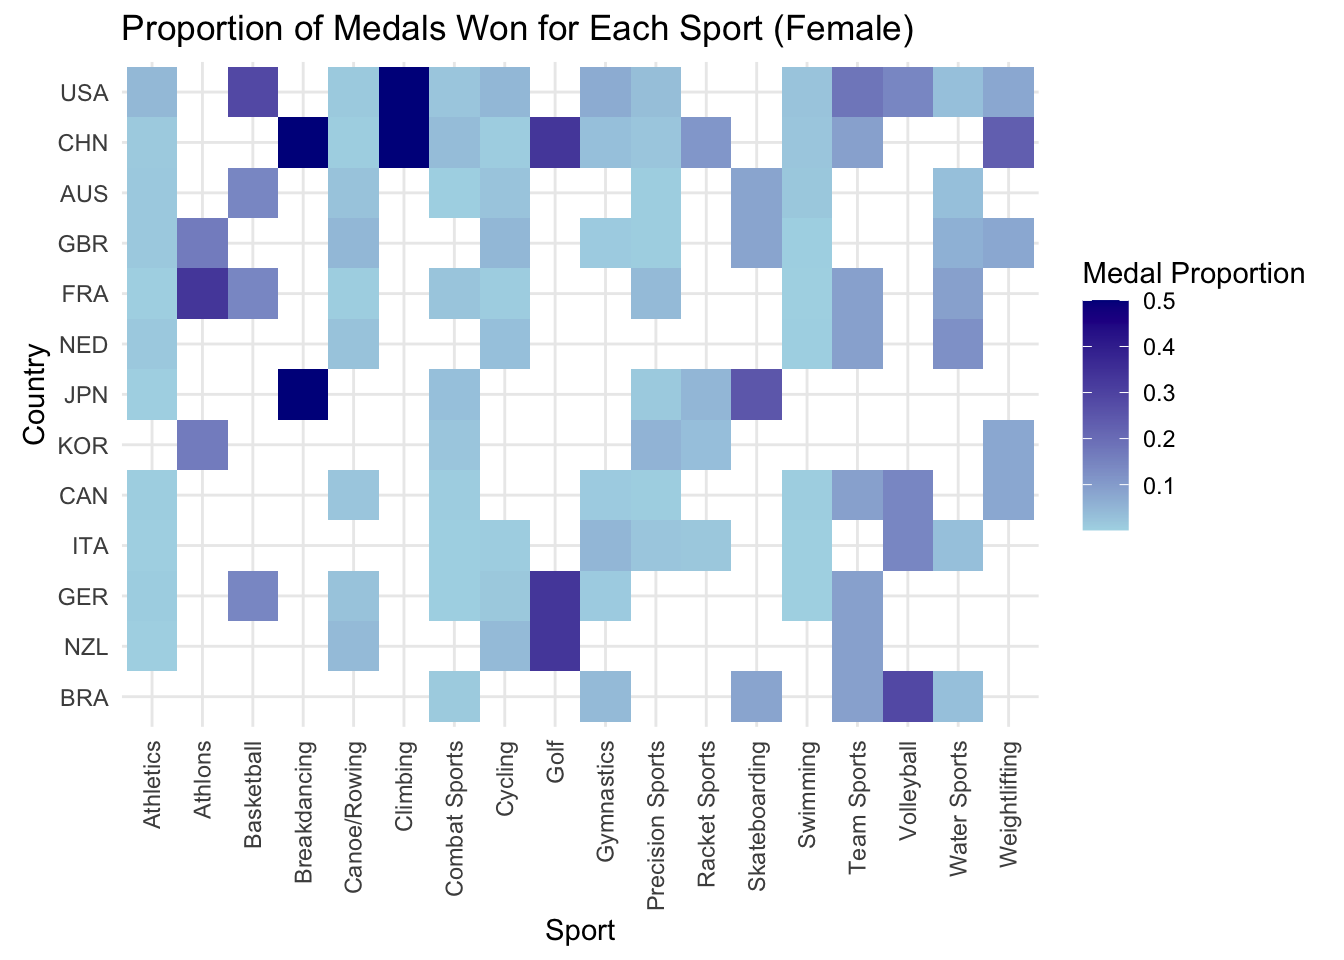 Proportion of Medals Won for Each Sport (Female)
USA
CHN
AUS
GBR
FRA
NED
JPN
KOR
CAN
ITA
GER
NZL
BRA
Country
Athletics
Athlons
Basketball
Breakdancing
Canoe/Rowing
Climbing
Combat Sports
Cycling
Golf
Gymnastics
Precision Sports
Racket Sports
Skateboarding
Swimming
Team Sports
Volleyball
Water Sports
Weightlifting
Sport
Medal Proportion
0.5
0.4
0.3
0.2
0.1